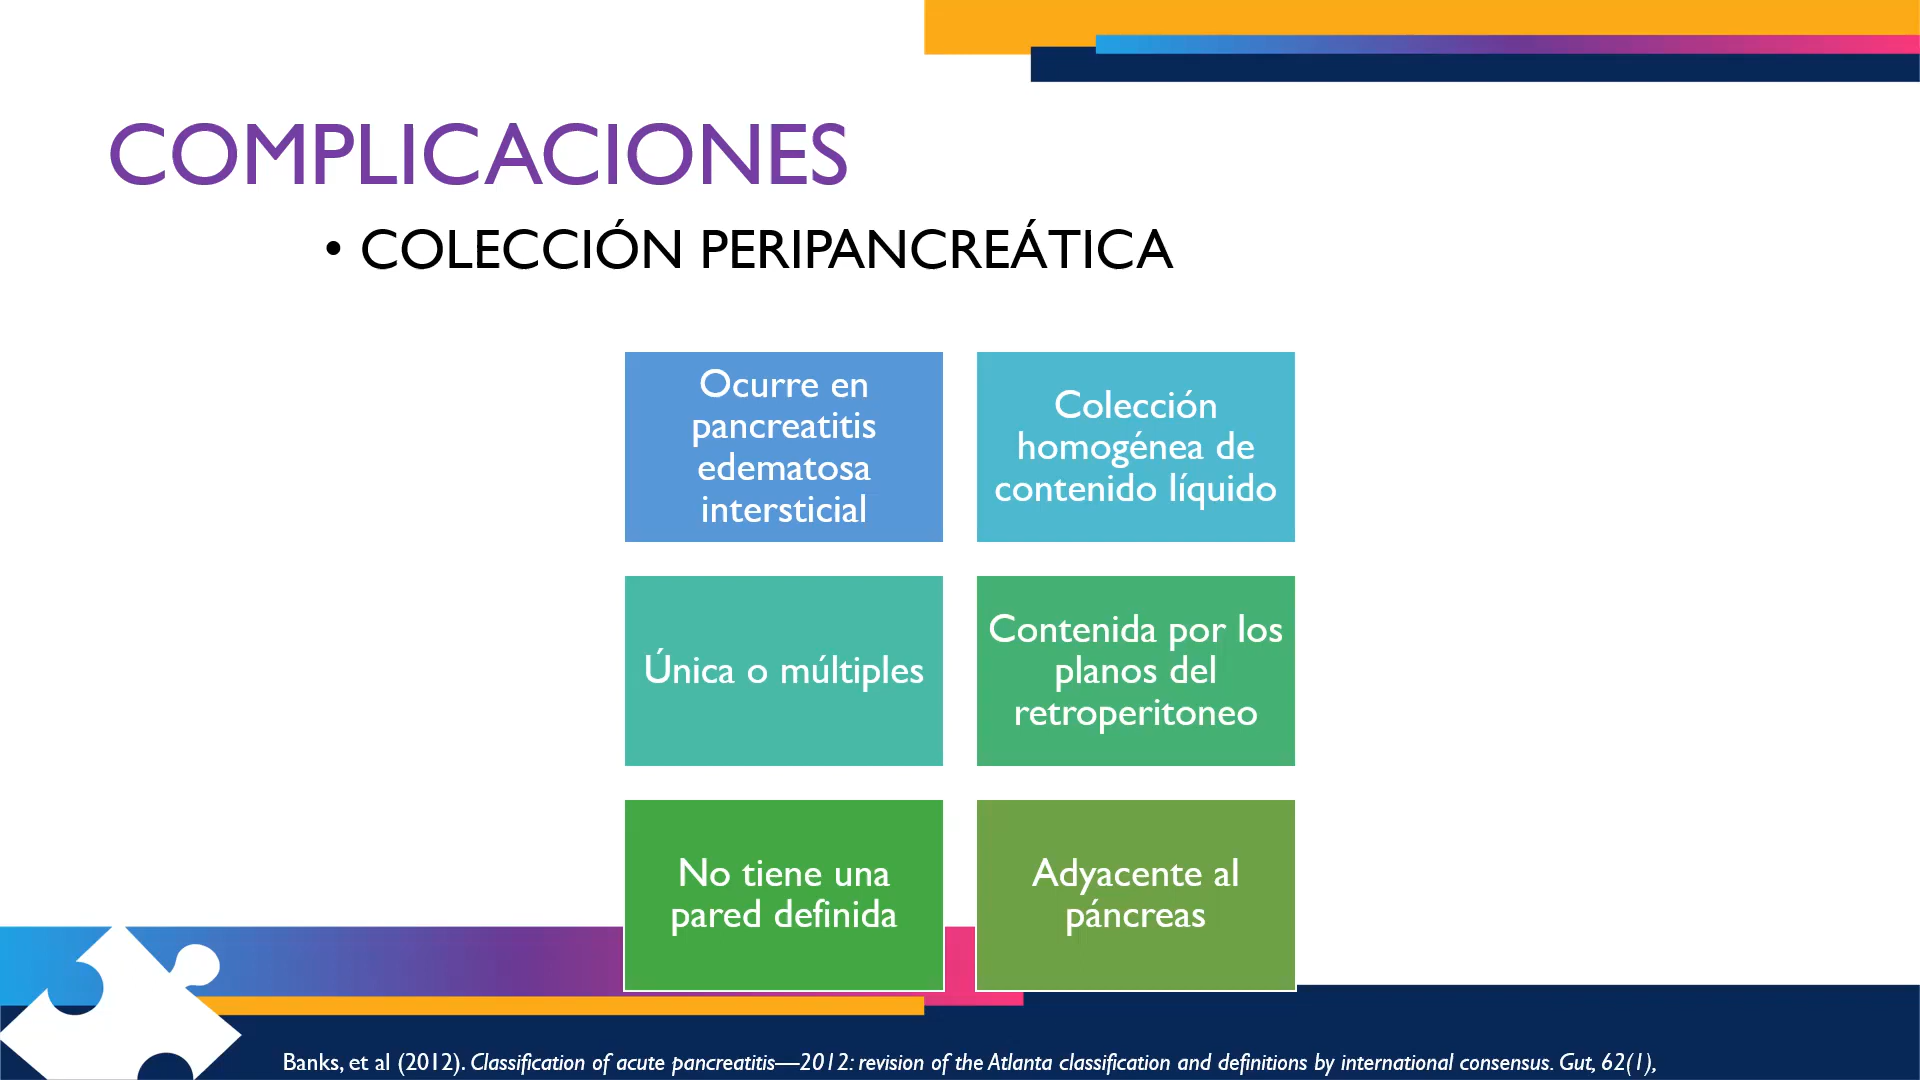 COMPLICACIONES
• COLECCIÓN PERIPANCREÁTICA
Ocurre en
pancreatitis
edematosa
intersticial
Colección
homogénea de
contenido líquido
Única o múltiples
Contenida por los
planos del
retroperitoneo
No tiene una
pared definida
Adyacente al
páncreas
Banks, et al (2012). Classification of acute pancreatitis—2012: revision of the Atlanta classification and definitions by international consensus. Gut, 62(1),